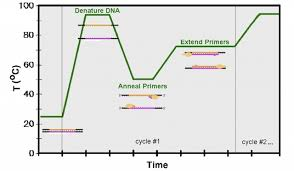 100
80
60
40
20
0
T (°C)
Denature DNA
Anneal Primers
Extend Primers
cycle #1
cycle #2...
Time